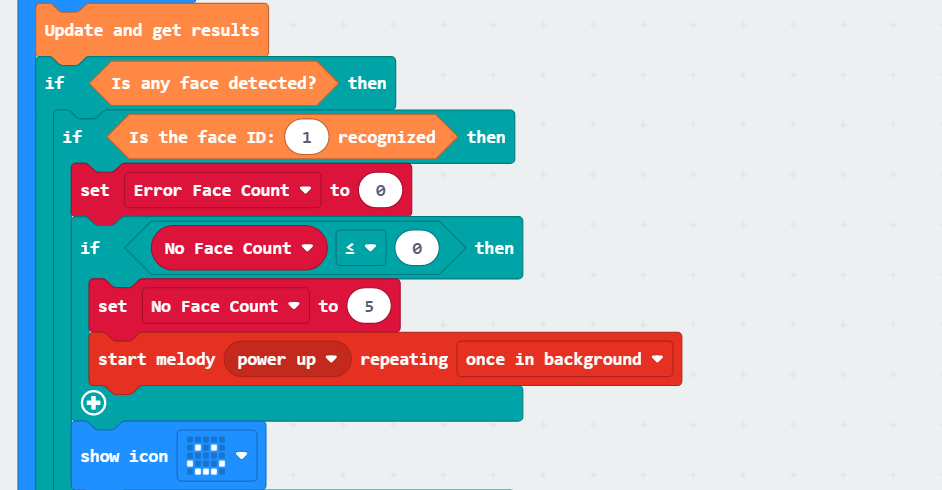 Update and get results
if Is any face detected? then
if Is the face ID: 1 recognized then
set Error Face Count to 0
if No Face Count ≤ 0 then
set No Face Count to 5
start melody power up repeating once in background
show icon